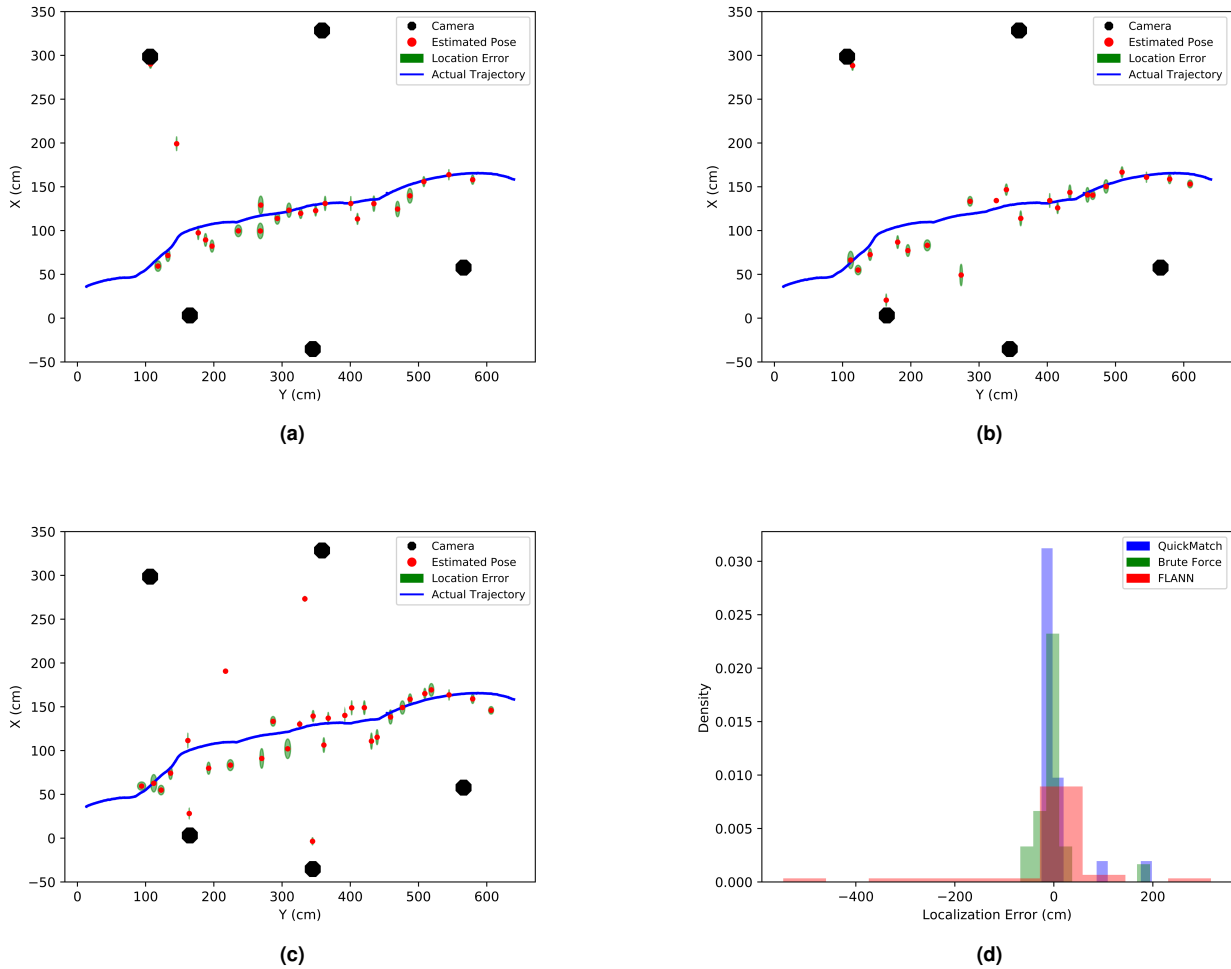 350
300
250
200
150
100
50
0
−50
X (cm)
Camera
Estimated Pose
Location Error
Actual Trajectory
0 100 200 300 400 500 600
Y (cm)
(a)
350
300
250
200
150
100
50
0
−50
X (cm)
Camera
Estimated Pose
Location Error
Actual Trajectory
0 100 200 300 400 500 600
Y (cm)
(b)
350
300
250
200
150
100
50
0
−50
X (cm)
Camera
Estimated Pose
Location Error
Actual Trajectory
0 100 200 300 400 500 600
Y (cm)
(c)
0.030
0.025
0.020
0.015
0.010
0.005
0.000
Density
QuickMatch
Brute Force
FLANN
−400 −200 0 200
Localization Error (cm)
(d)